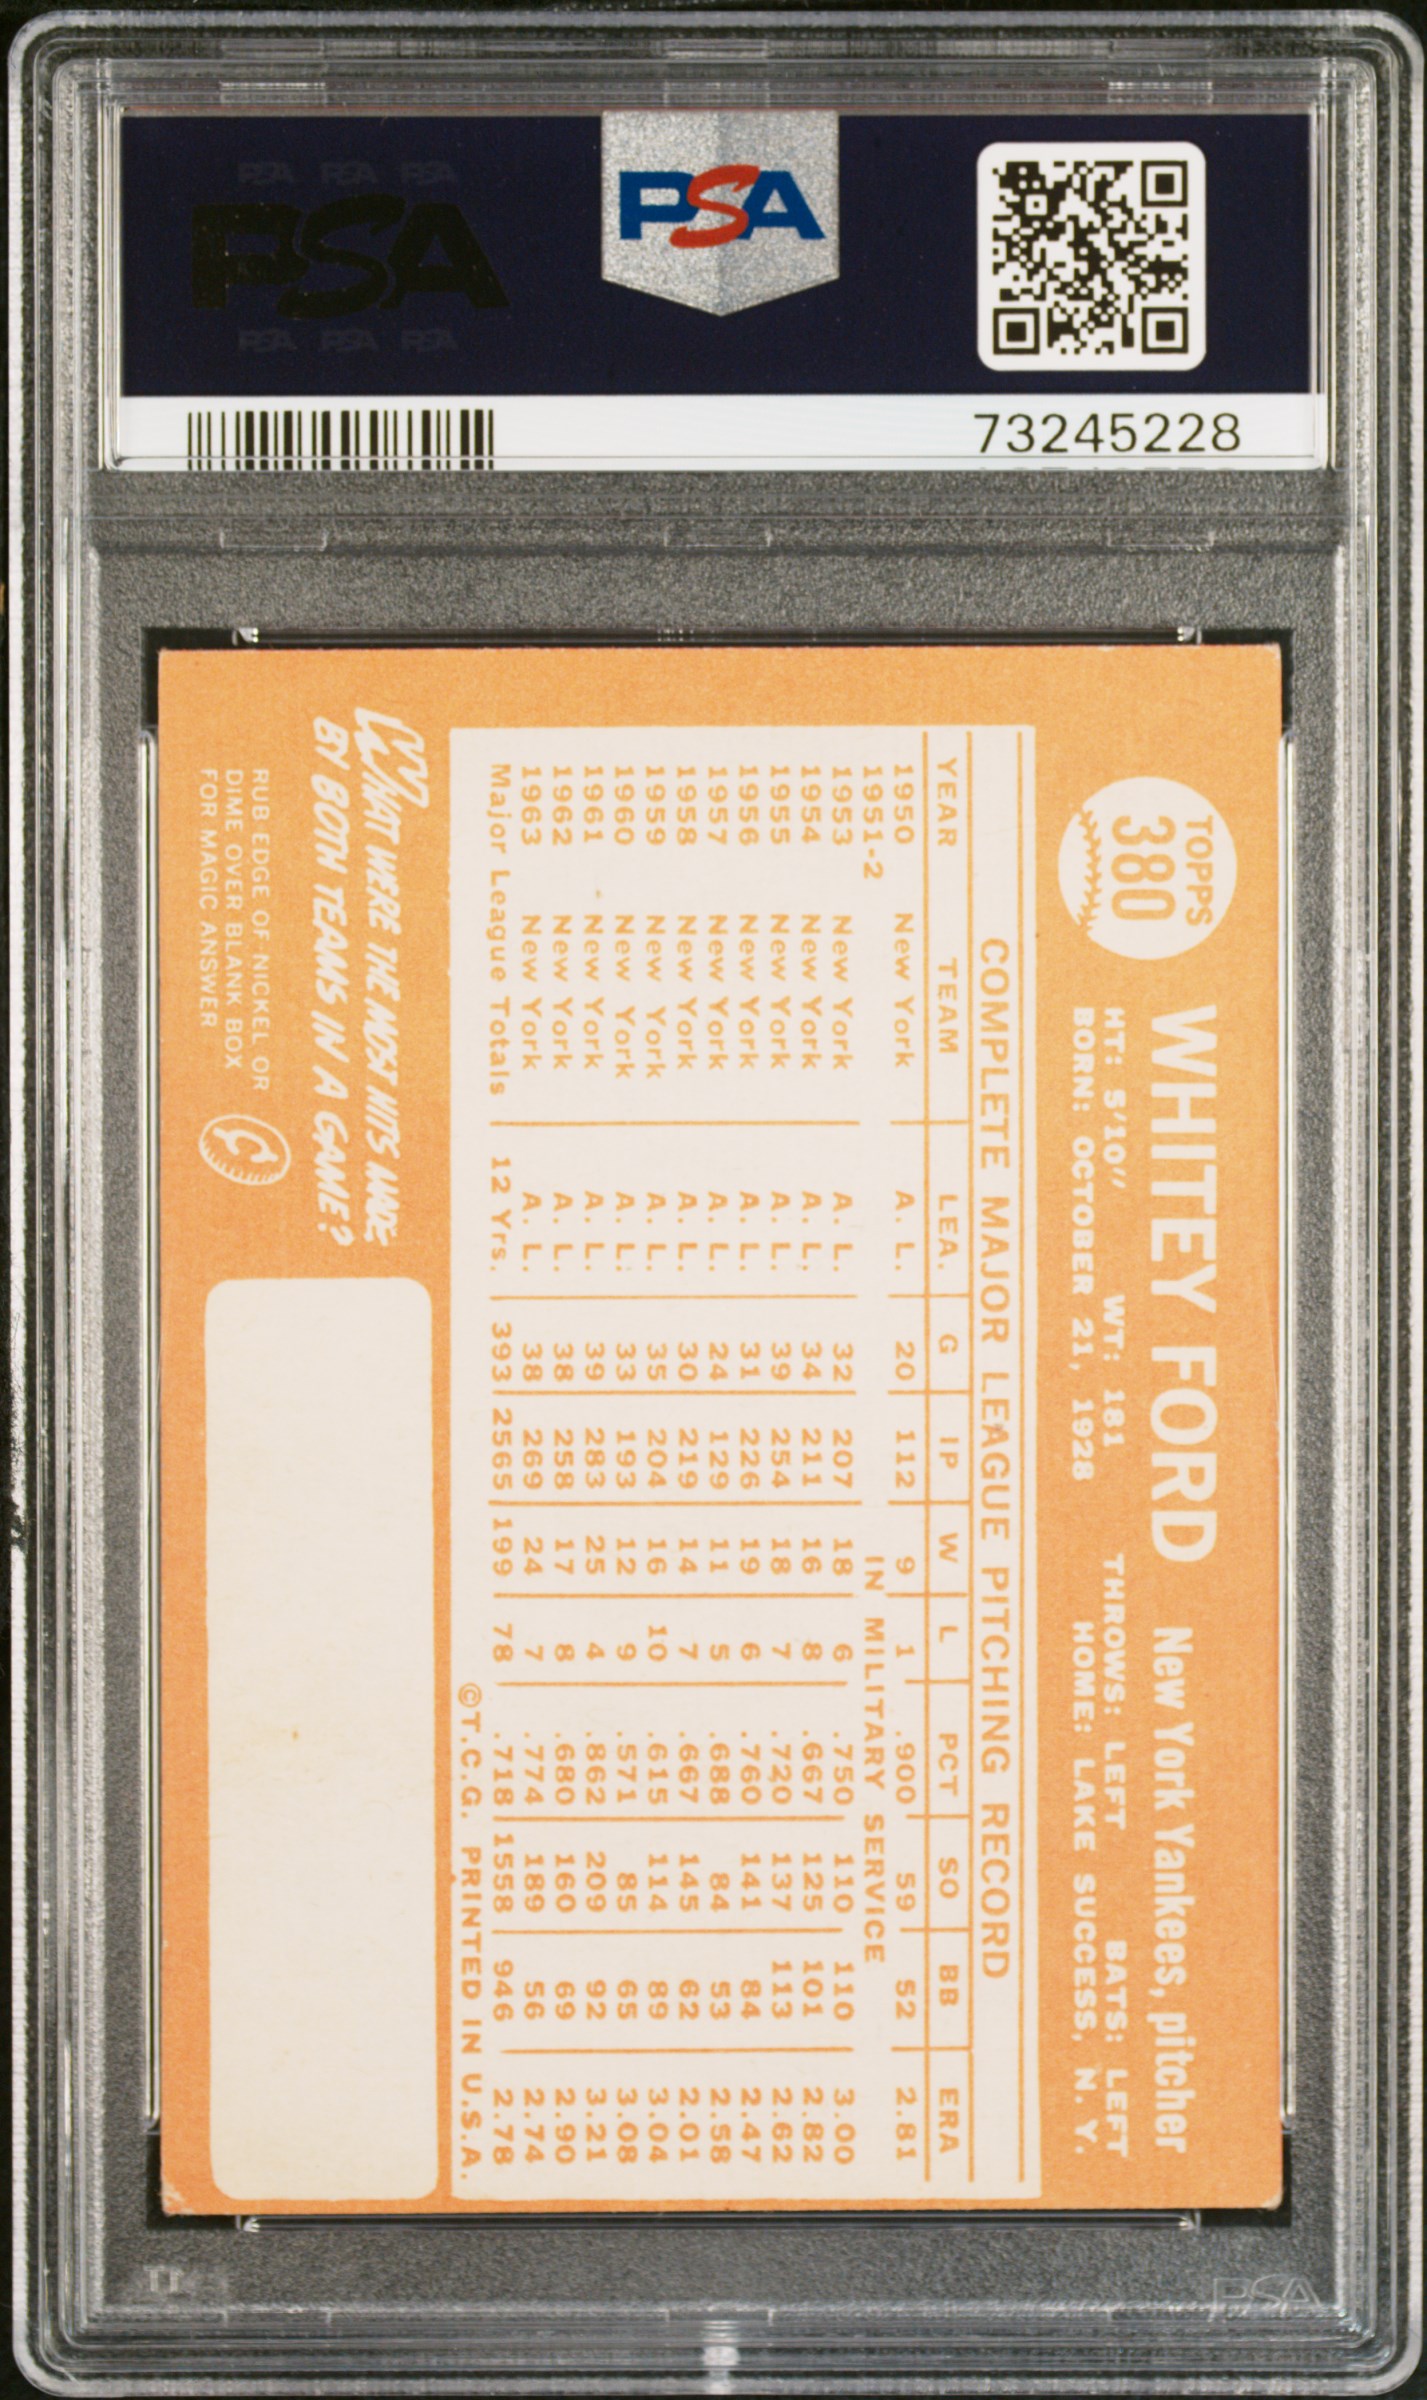 PSA PSA PSA
PSA
PSA PSA PSA
PSA
73245228
TOPPS
380
WHITEY FORD New York Yankees, pitcher
HT: 5'10" WT: 181 THROWS: LEFT BATS: LEFT
BORN: OCTOBER 21, 1928 HOME: LAKE SUCCESS, N. Y.
COMPLETE MAJOR LEAGUE PITCHING RECORD
YEAR TEAM LEA. G IP W L PCT SO BB ERA
1950 New York A. L. 20 112 9 1 .900 59 52 2.81
1951-2 IN MILITARY SERVICE
1953 New York A. L. 32 207 18 6 .750 110 110 3.00
1954 New York A. L. 34 211 16 8 .667 125 101 2.82
1955 New York A. L. 39 254 18 7 .720 137 113 2.62
1956 New York A. L. 31 226 19 6 .760 141 84 2.47
1957 New York A. L. 24 129 11 5 .688 84 53 2.58
1958 New York A. L. 30 219 14 7 .667 145 62 2.01
1959 New York A. L. 35 204 16 10 .615 114 89 3.04
1960 New York A. L. 33 193 12 9 .571 85 65 3.08
1961 New York A. L. 39 283 25 4 .862 209 92 3.21
1962 New York A. L. 38 258 17 8 .680 160 69 2.90
1963 New York A. L. 38 269 24 7 .774 189 56 2.74
Major League Totals 12 Yrs. 393 2565 199 78 .718 1558 946 2.78
©T.C.G. PRINTED IN U.S.A.
WHAT WERE THE MOST HITS MADE
BY BOTH TEAMS IN A GAME?
RUB EDGE OF NICKEL OR
DIME OVER BLANK BOX
FOR MAGIC ANSWER
PSA